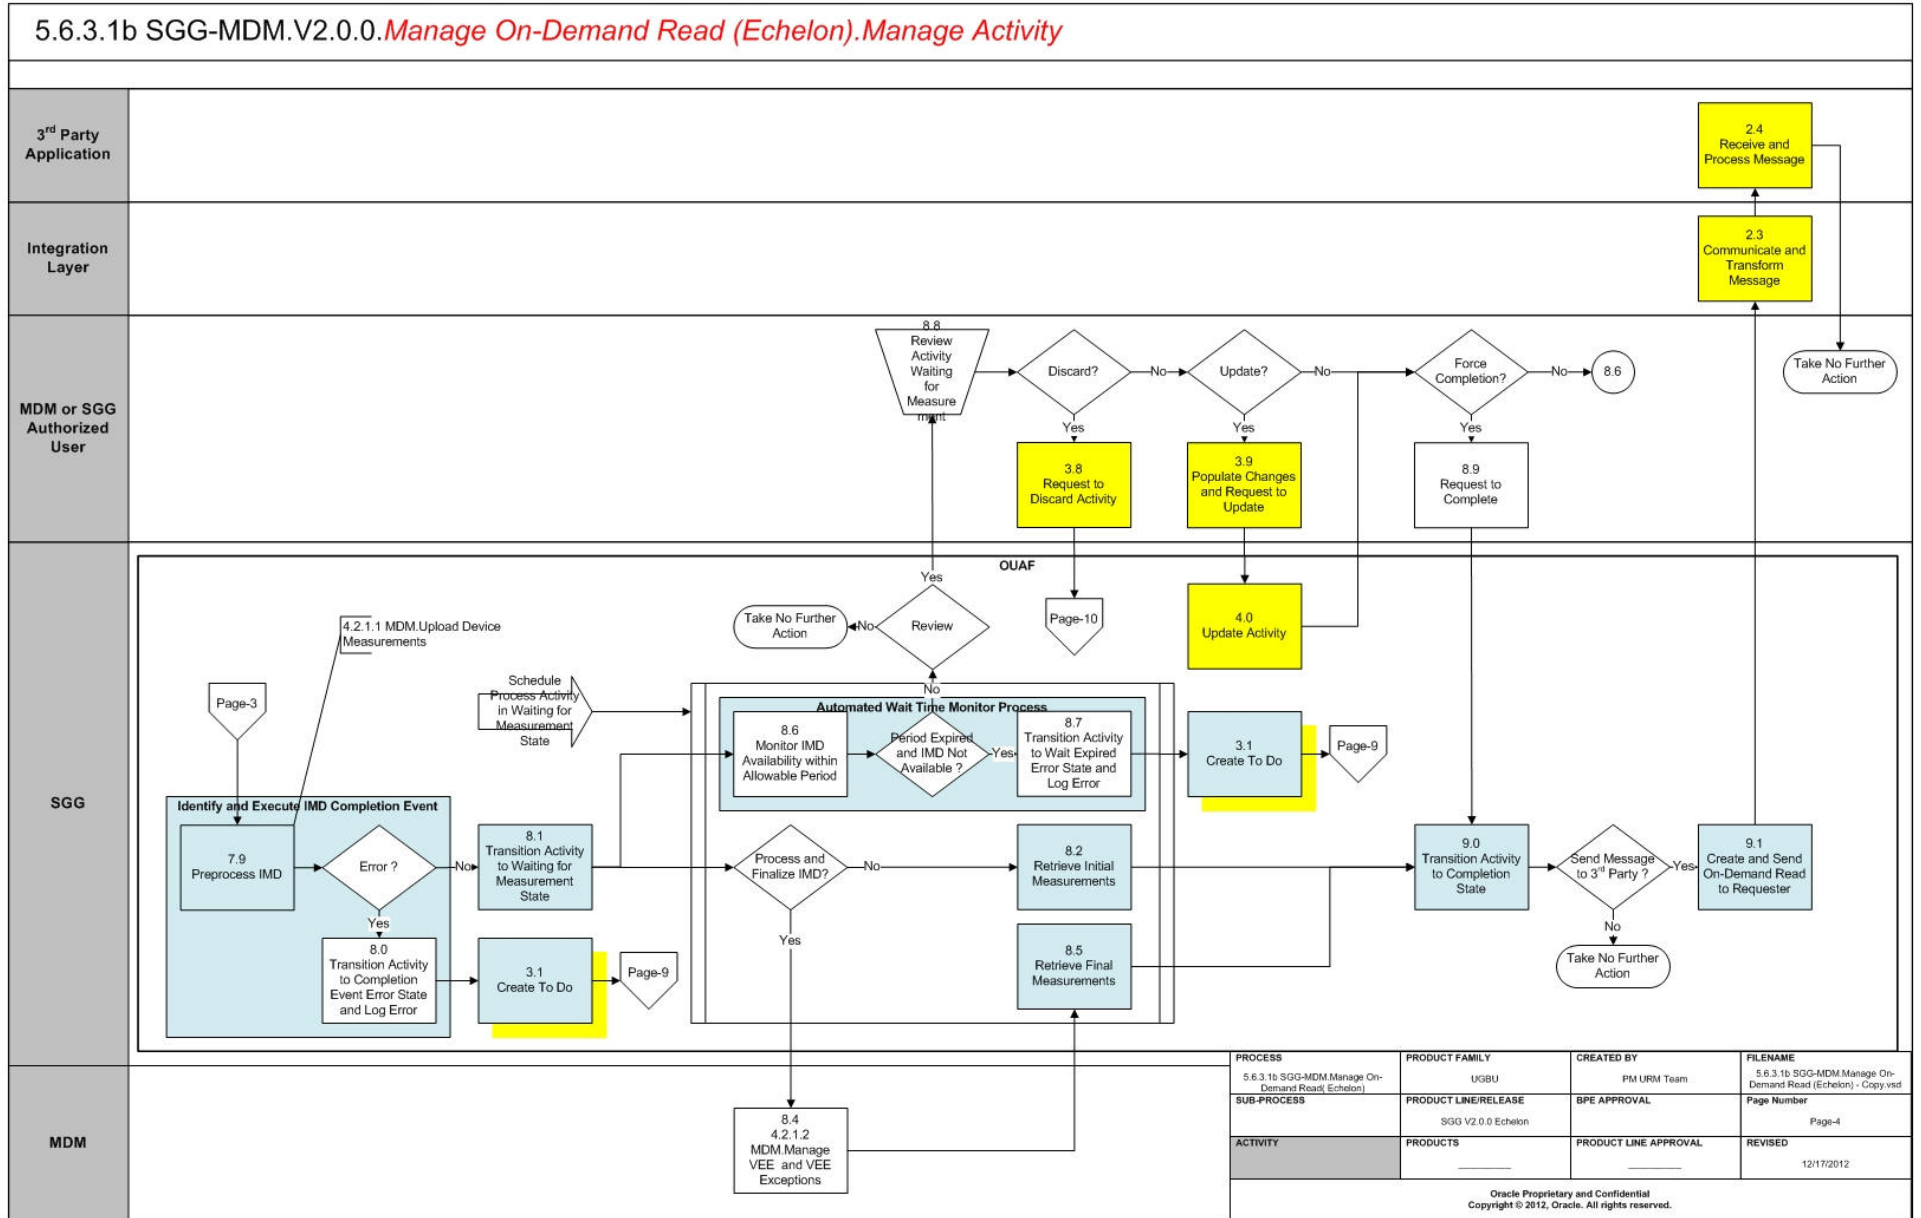 5.6.3.1b SGG-MDM.V2.0.0.Manage On-Demand Read (Echelon).Manage Activity
3rd Party
Application
2.4
Receive and
Process Message
Integration
Layer
2.3
Communicate and
Transform
Message
MDM or SGG
Authorized
User
8.8
Review
Activity
Waiting
for
Measure
ment
Discard?
No
Update?
No
Force
Completion?
No
8.6
Take No Further
Action
Yes
Yes
Yes
3.8
Request to
Discard Activity
3.9
Populate Changes
and Request to
Update
8.9
Request to
Complete
SGG
OUAF
Yes
Take No Further
Action
No
Review
Page-10
4.0
Update Activity
4.2.1.1 MDM.Upload Device
Measurements
Page-3
Schedule
Process Activity
in Waiting for
Measurement
State
No
Automated Wait Time Monitor Process
8.6
Monitor IMD
Availability within
Allowable Period
Period Expired
and IMD Not
Available ?
Yes
8.7
Transition Activity
to Wait Expired
Error State and
Log Error
3.1
Create To Do
Page-9
Identify and Execute IMD Completion Event
7.9
Preprocess IMD
Error ?
No
8.1
Transition Activity
to Waiting for
Measurement
State
Process and
Finalize IMD?
No
8.2
Retrieve Initial
Measurements
9.0
Transition Activity
to Completion
State
Send Message
to 3rd Party ?
Yes
9.1
Create and Send
On-Demand Read
to Requester
Yes
No
8.0
Transition Activity
to Completion
Event Error State
and Log Error
3.1
Create To Do
Page-9
Yes
8.5
Retrieve Final
Measurements
Take No Further
Action
MDM
8.4
4.2.1.2
MDM.Manage
VEE and VEE
Exceptions
PROCESS
5.6.3.1b SGG-MDM.Manage On-
Demand Read( Echelon)
PRODUCT FAMILY
UGBU
CREATED BY
PM URM Team
FILENAME
5.6.3.1b SGG-MDM.Manage On-
Demand Read (Echelon) - Copy.vsd
SUB-PROCESS
PRODUCT LINE/RELEASE
SGG V2.0.0 Echelon
BPE APPROVAL
Page Number
Page-4
ACTIVITY
PRODUCTS
PRODUCT LINE APPROVAL
REVISED
12/17/2012
Oracle Proprietary and Confidential
Copyright © 2012, Oracle. All rights reserved.